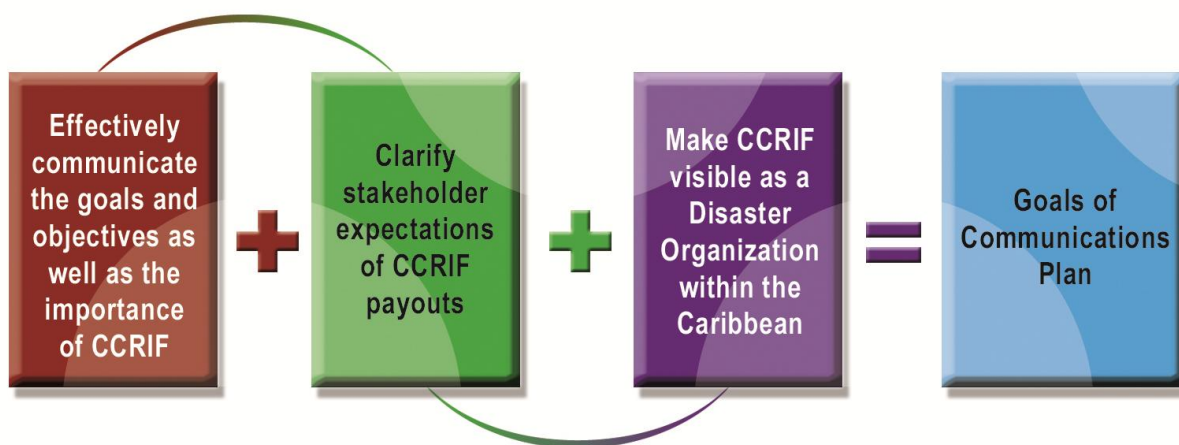 Effectively
communicate
the goals and
objectives as
well as the
importance
of CCRIF
+
Clarify
stakeholder
expectations
of CCRIF
payouts
+
Make CCRIF
visible as a
Disaster
Organization
within the
Caribbean
=
Goals of
Communications
Plan